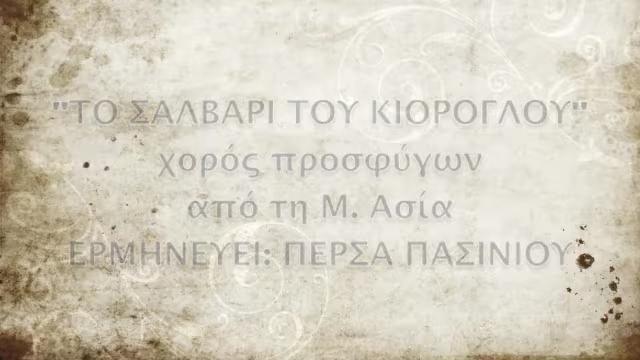 "ΤΟ ΣΑΛΒΑΡΙ ΤΟΥ ΚΙΟΡΟΓΛΟΥ"
χορός προσφύγων
από τη Μ. Ασία
ΕΡΜΗΝΕΥΕΙ: ΠΕΡΣΑ ΠΑΣΙΝΙΟΥ